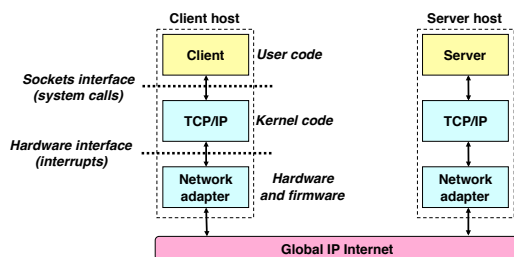 Client host
Server host
Client
User code
Server
Sockets interface
(system calls)
TCP/IP
Kernel code
TCP/IP
Hardware interface
(interrupts)
Network
adapter
Hardware
and firmware
Network
adapter
Global IP Internet